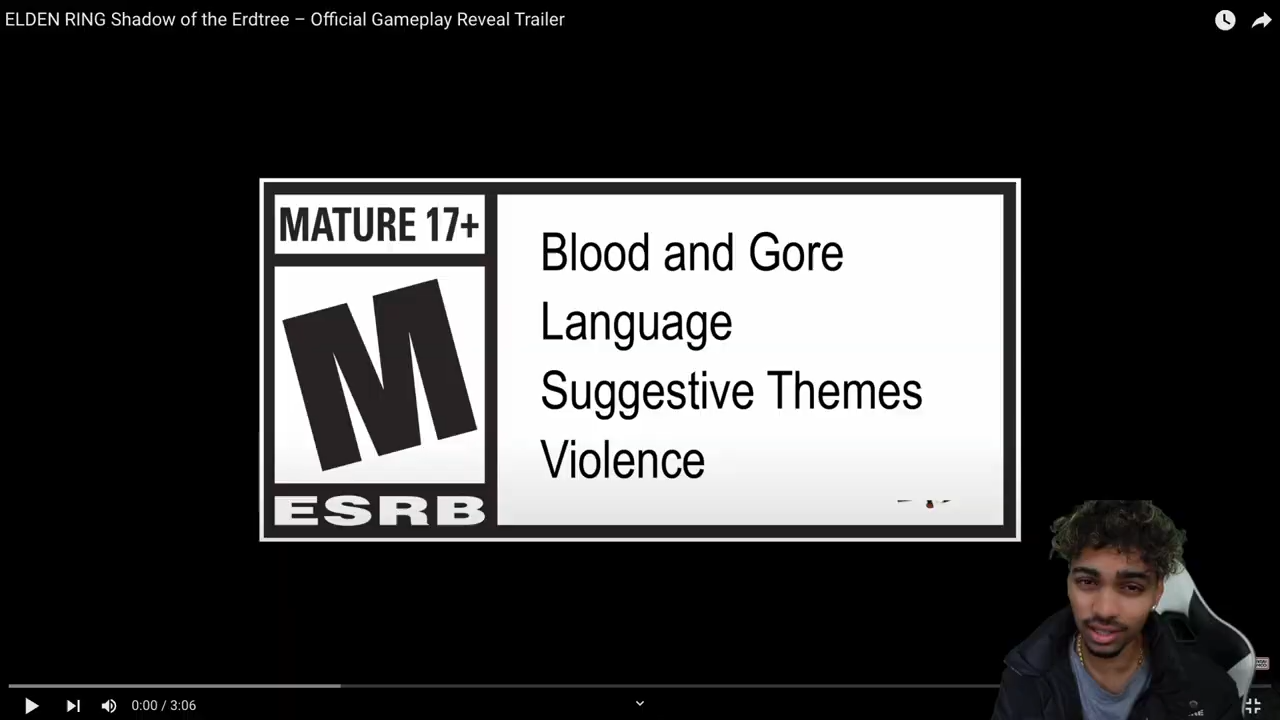 ELDEN RING Shadow of the Erdtree – Official Gameplay Reveal Trailer
MATURE 17+
M
ESRB
Blood and Gore
Language
Suggestive Themes
Violence
0:00 / 3:06